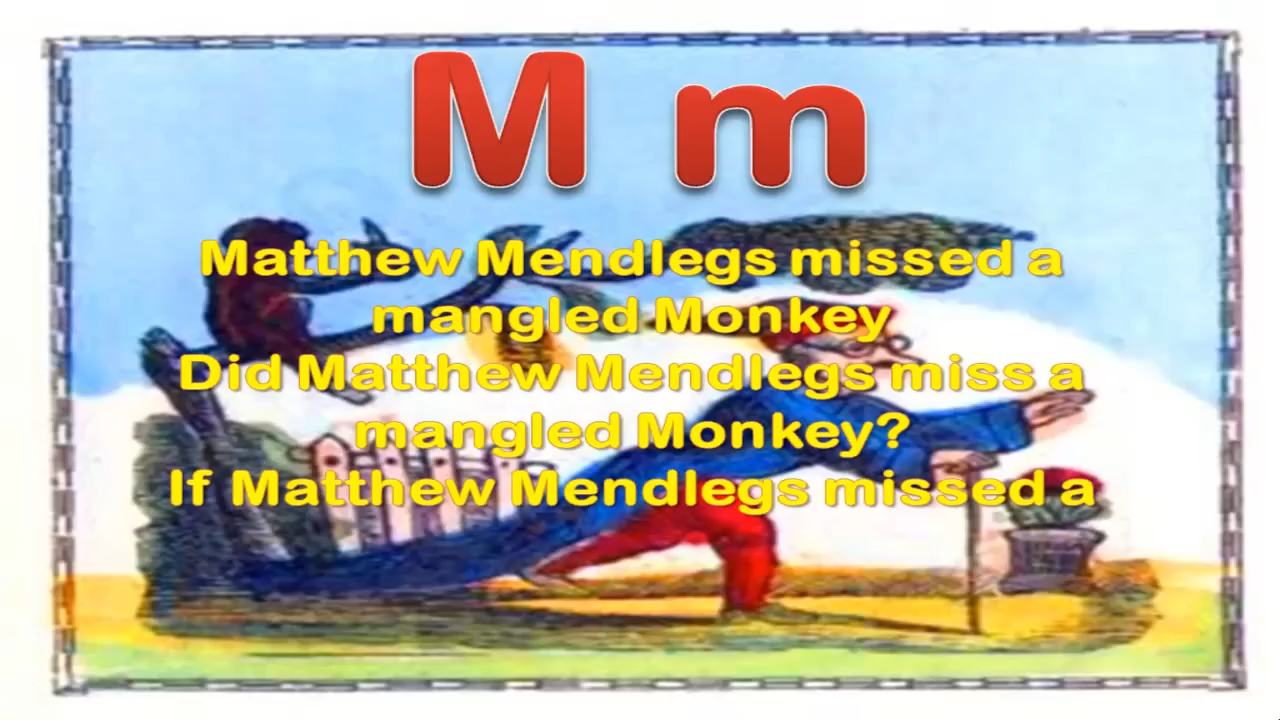 M m
Matthew Mendlegs missed a
mangled Monkey
Did Matthew Mendlegs miss a
mangled Monkey?
If Matthew Mendlegs missed a